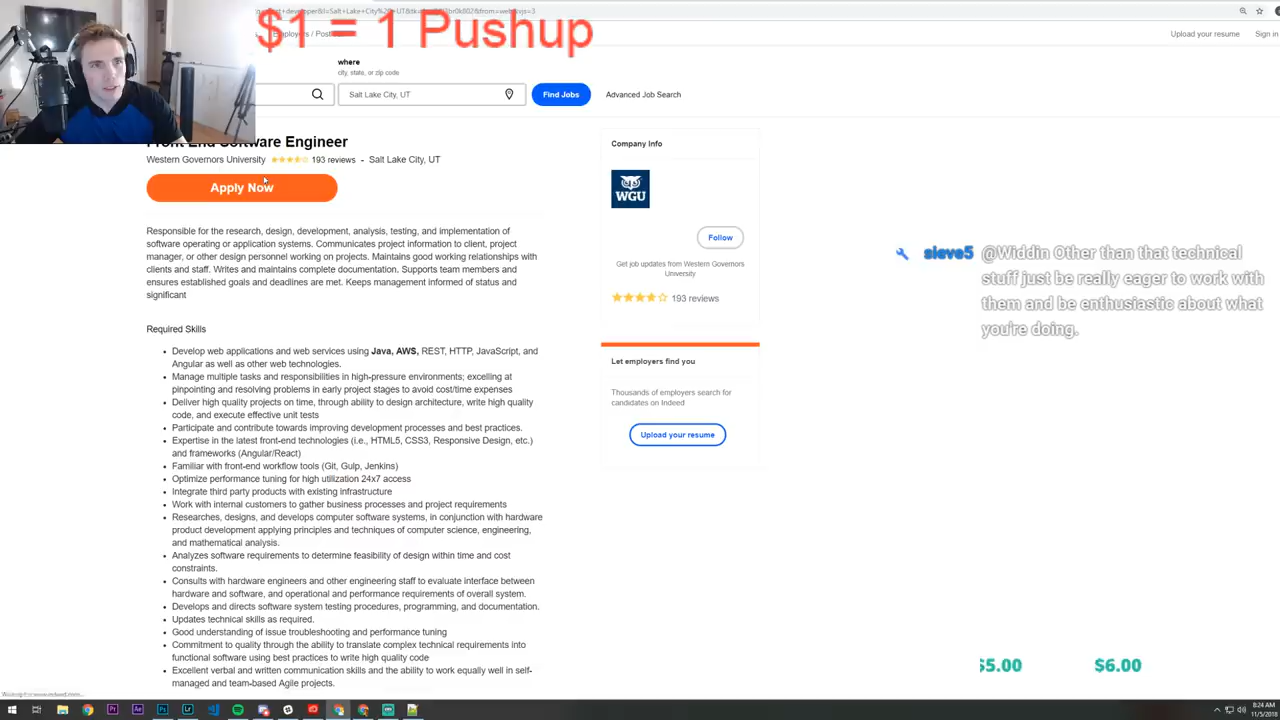 $1 = 1 Pushup
Upload your resume
Sign in
where
city, state, or zip code
Salt Lake City, UT
Find Jobs
Advanced Job Search
Front End Software Engineer
Western Governors University
193 reviews - Salt Lake City, UT
Apply Now
Responsible for the research, design, development, analysis, testing, and implementation of
software operating or application systems. Communicates project information to client, project
manager, or other design personnel working on projects. Maintains good working relationships with
clients and staff. Writes and maintains complete documentation. Supports team members and
ensures established goals and deadlines are met. Keeps management informed of status and
significant
Required Skills
Develop web applications and web services using Java, AWS, REST, HTTP, JavaScript, and
Angular as well as other web technologies.
Manage multiple tasks and responsibilities in high-pressure environments; excelling at
pinpointing and resolving problems in early project stages to avoid cost/time expenses
Deliver high quality projects on time, through ability to design architecture, write high quality
code, and execute effective unit tests
Participate and contribute towards improving development processes and best practices.
Expertise in the latest front-end technologies (i.e., HTML5, CSS3, Responsive Design, etc.)
and frameworks (Angular/React)
Familiar with front-end workflow tools (Git, Gulp, Jenkins)
Optimize performance tuning for high utilization 24x7 access
Integrate third party products with existing infrastructure
Work with internal customers to gather business processes and project requirements
Researches, designs, and develops computer software systems, in conjunction with hardware
product development applying principles and techniques of computer science, engineering,
and mathematical analysis.
Analyzes software requirements to determine feasibility of design within time and cost
constraints.
Consults with hardware engineers and other engineering staff to evaluate interface between
hardware and software, and operational and performance requirements of overall system.
Develops and directs software system testing procedures, programming, and documentation.
Updates technical skills as required.
Good understanding of issue troubleshooting and performance tuning
Commitment to quality through the ability to translate complex technical requirements into
functional software using best practices to write high quality code
Excellent verbal and written communication skills and the ability to work equally well in self-
managed and team-based Agile projects.
Company Info
WGU
Follow
Get job updates from Western Governors
University
193 reviews
Let employers find you
Thousands of employers search for
candidates on Indeed
Upload your resume
sieve5 @Widdin Other than that technical
stuff just be really eager to work with
them and be enthusiastic about what
you're doing.
$5.00
$6.00
8:24 AM
11/5/2018